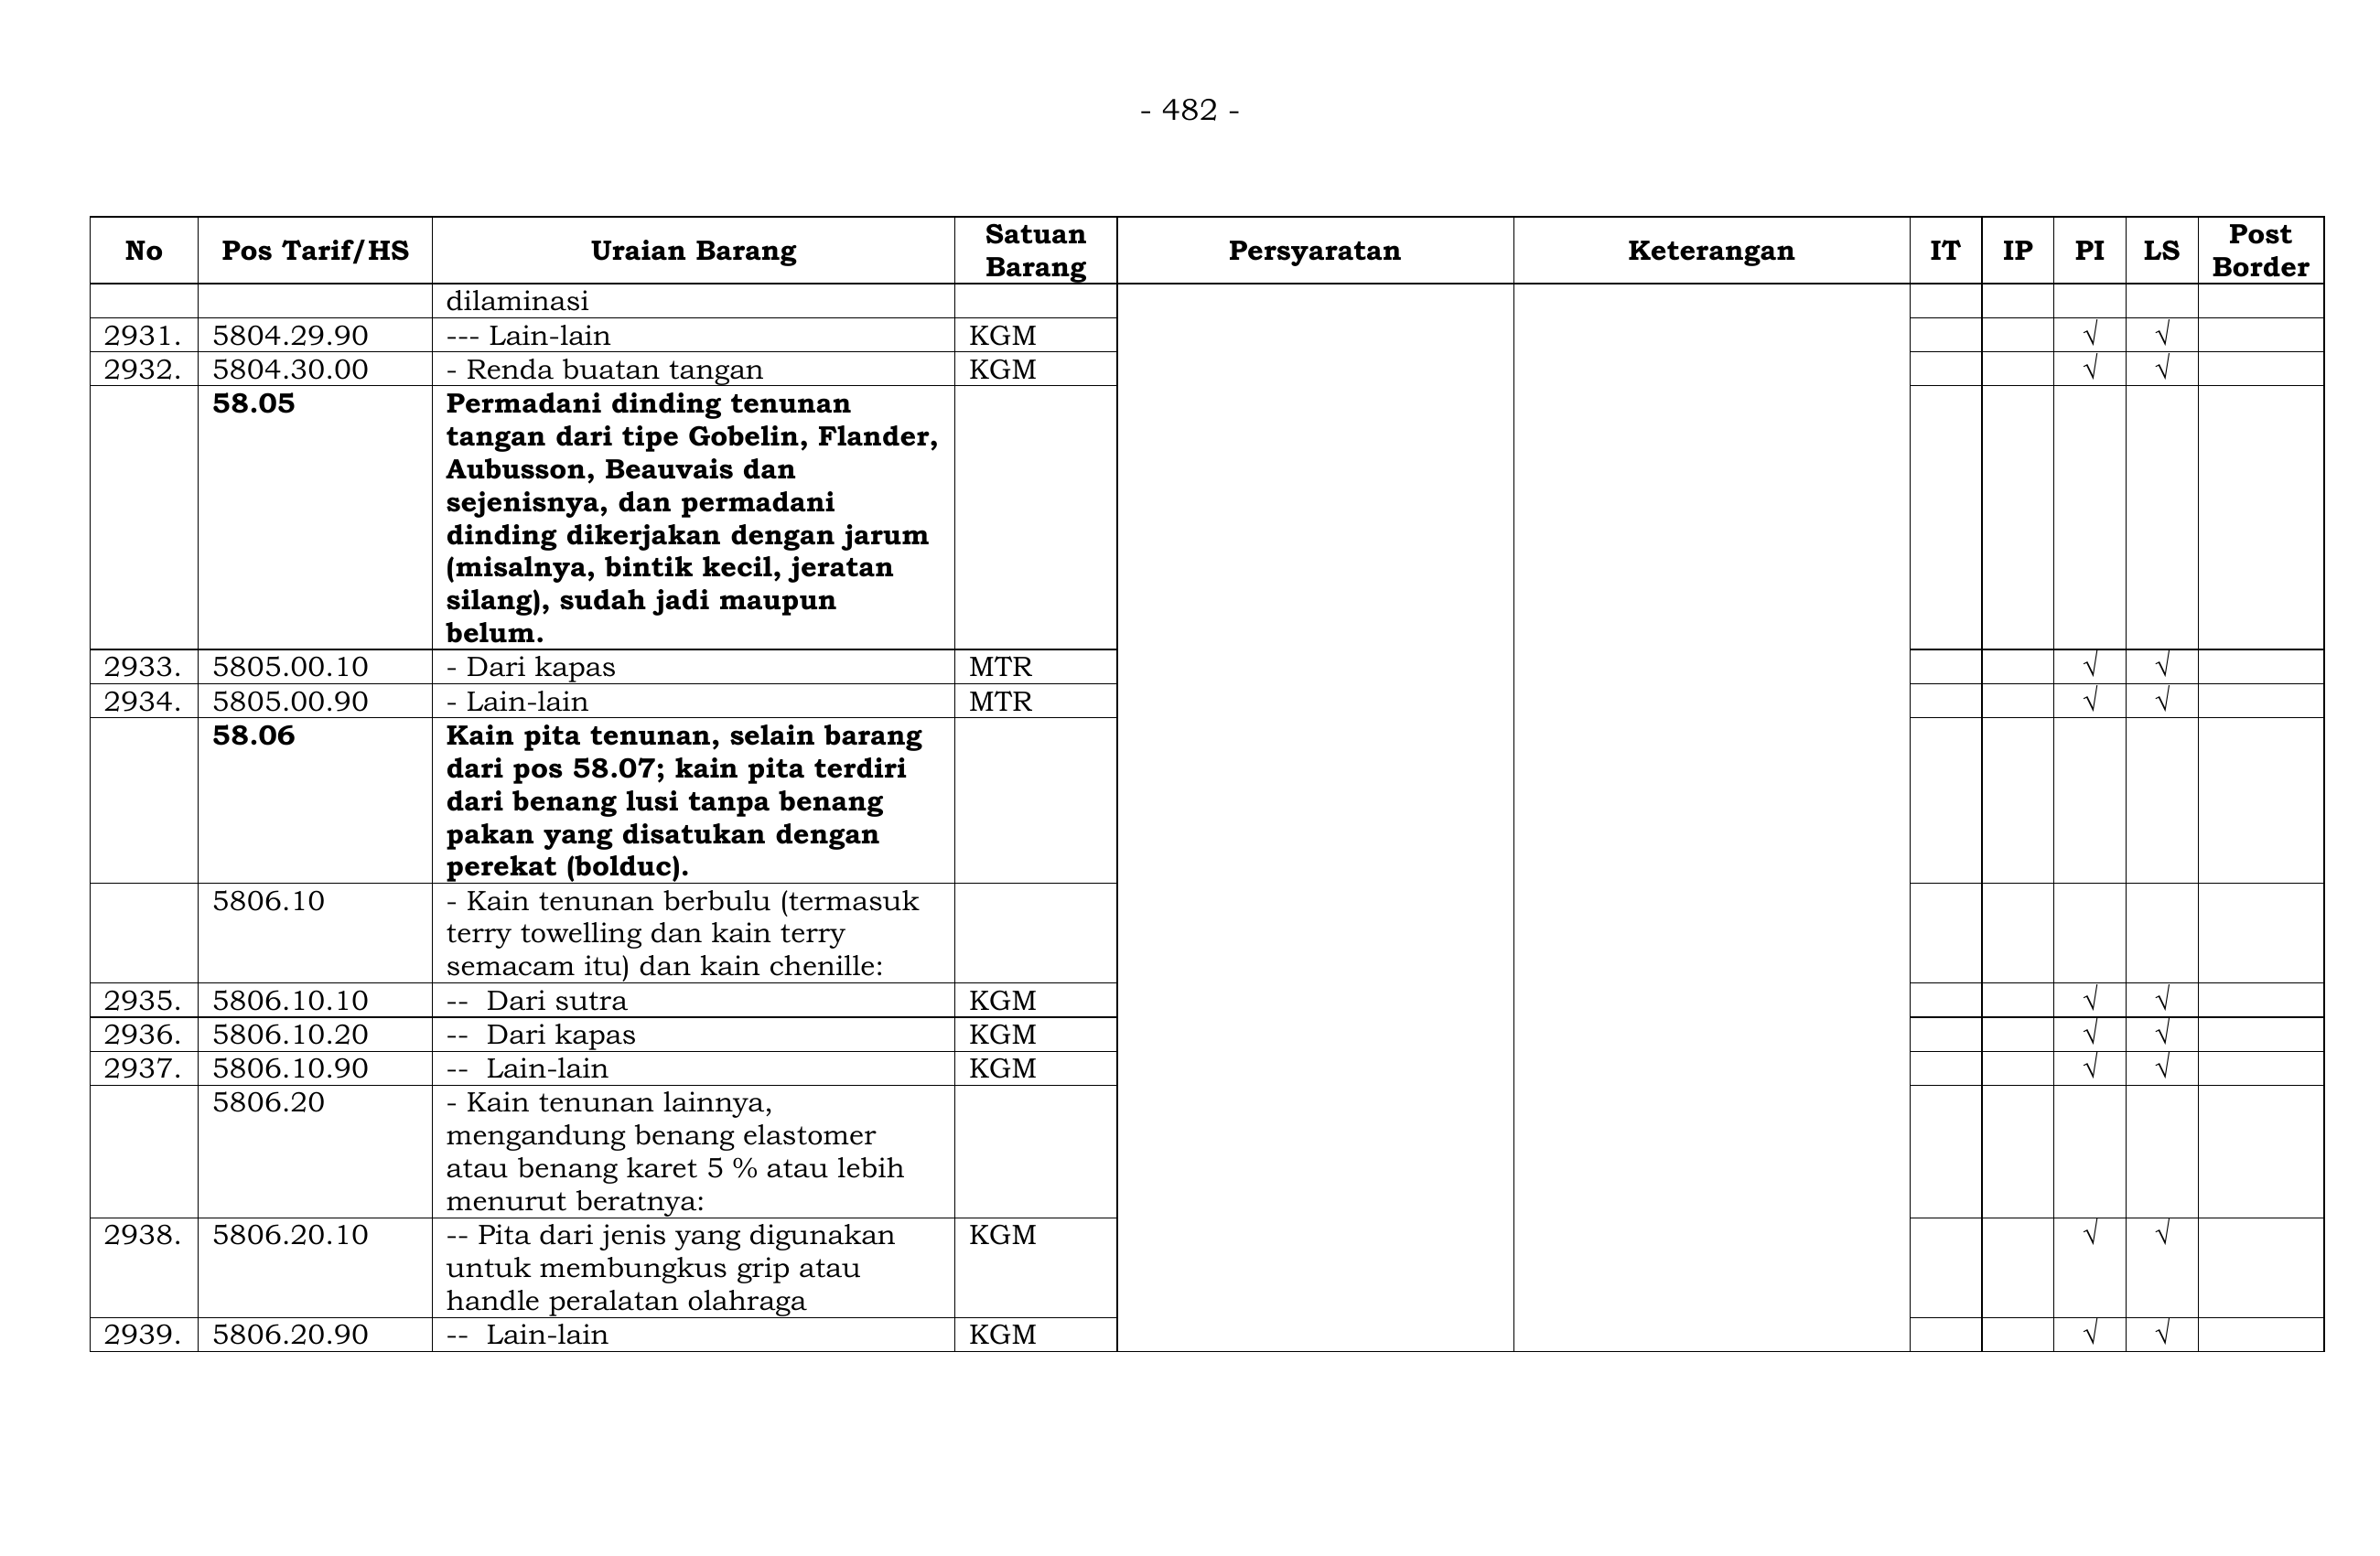 - 482 -
No Pos Tarif/HS Uraian Barang Satuan Barang Persyaratan Keterangan IT IP PI LS Post Border
dilaminasi
2931. 5804.29.90 --- Lain-lain KGM √ √
2932. 5804.30.00 - Renda buatan tangan KGM √ √
58.05 Permadani dinding tenunan
tangan dari tipe Gobelin, Flander,
Aubusson, Beauvais dan
sejenisnya, dan permadani
dinding dikerjakan dengan jarum
(misalnya, bintik kecil, jeratan
silang), sudah jadi maupun
belum.
2933. 5805.00.10 - Dari kapas MTR √ √
2934. 5805.00.90 - Lain-lain MTR √ √
58.06 Kain pita tenunan, selain barang
dari pos 58.07; kain pita terdiri
dari benang lusi tanpa benang
pakan yang disatukan dengan
perekat (bolduc).
5806.10 - Kain tenunan berbulu (termasuk
terry towelling dan kain terry
semacam itu) dan kain chenille:
2935. 5806.10.10 -- Dari sutra KGM √ √
2936. 5806.10.20 -- Dari kapas KGM √ √
2937. 5806.10.90 -- Lain-lain KGM √ √
5806.20 - Kain tenunan lainnya,
mengandung benang elastomer
atau benang karet 5 % atau lebih
menurut beratnya:
2938. 5806.20.10 -- Pita dari jenis yang digunakan KGM √ √
untuk membungkus grip atau
handle peralatan olahraga
2939. 5806.20.90 -- Lain-lain KGM √ √